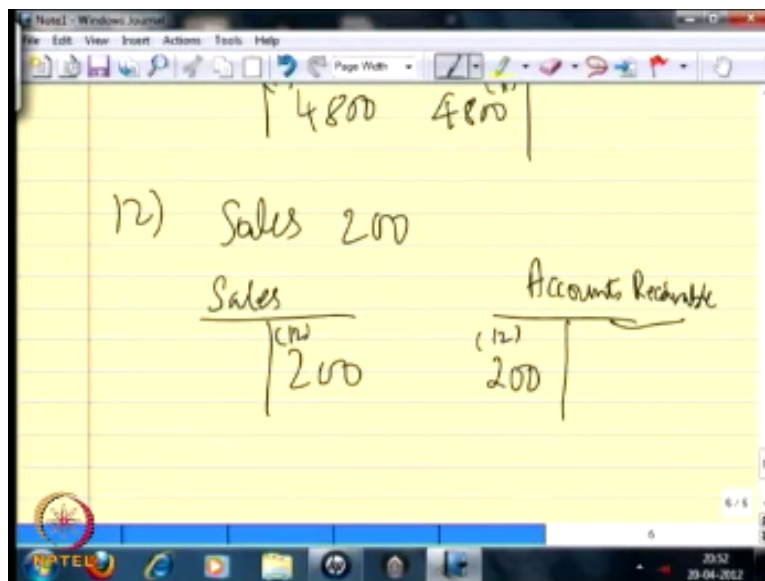 Note1 - Windows Journal
File Edit View Insert Actions Tools Help
Page Width
4800 4800
12) Sales 200
Sales Accounts Receivable
(12) (12)
200 200
6 / 6
6
NPTEL
20:52
20-04-2012